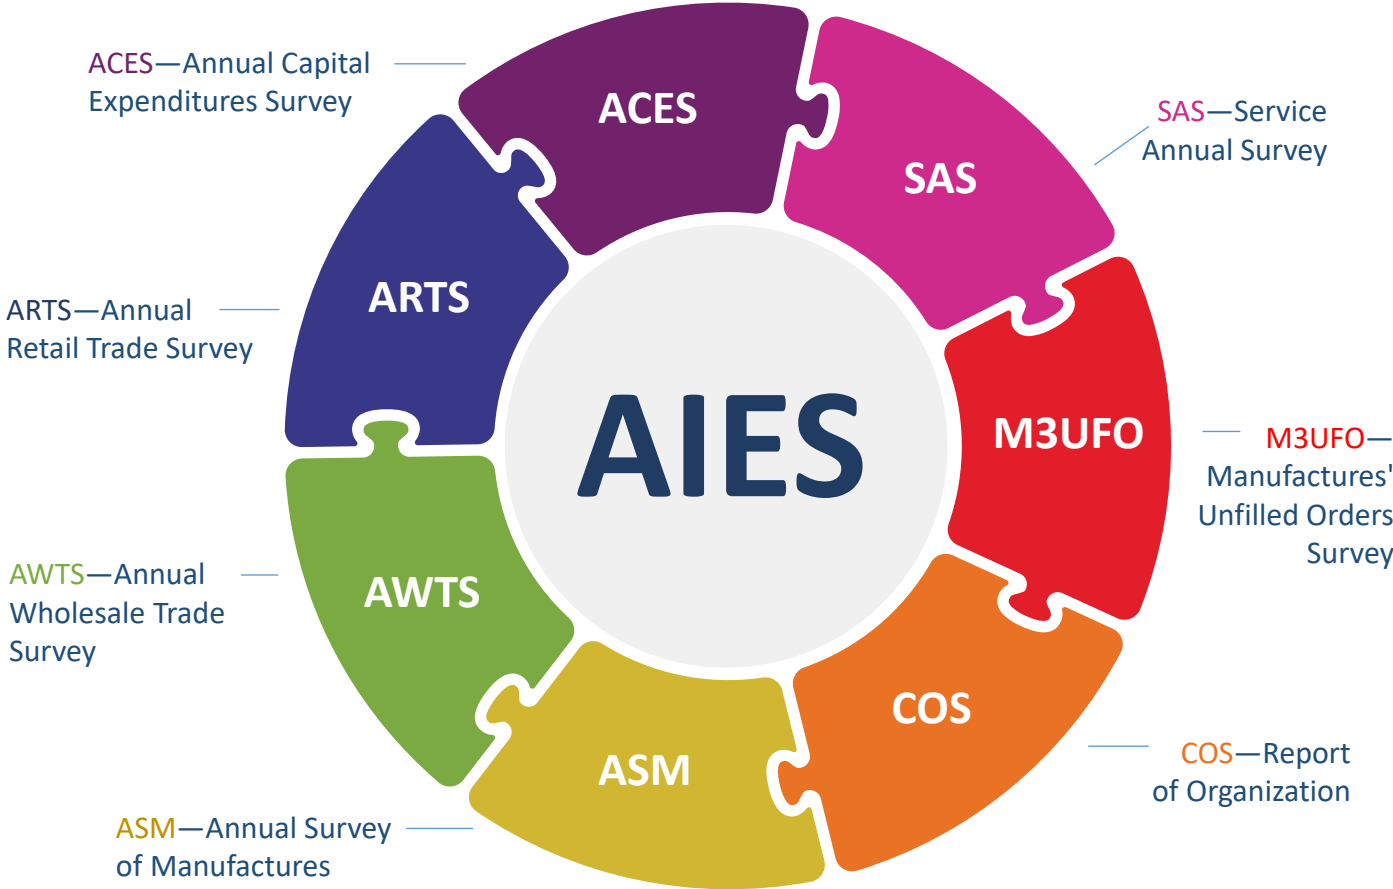 ACES—Annual Capital
Expenditures Survey
ACES
SAS—Service
Annual Survey
SAS
ARTS—Annual
Retail Trade Survey
ARTS
AIES
M3UFO
M3UFO—
Manufactures'
Unfilled Orders
Survey
AWTS—Annual
Wholesale Trade
Survey
AWTS
COS
COS—Report
of Organization
ASM
ASM—Annual Survey
of Manufactures